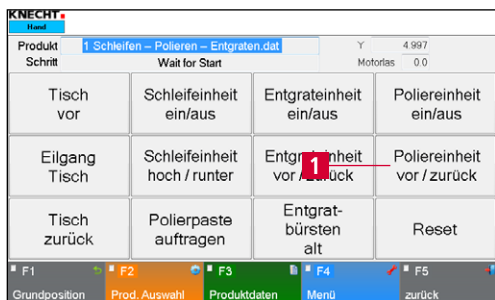 KNECHT
Hand
Produkt 1 Schleifen – Polieren – Entgraten.dat Y 4.997
Schritt Wait for Start Motorlas 0.0
Tisch Schleifeinheit Entgrateinheit Poliereinheit
vor ein/aus ein/aus ein/aus
Eilgang Schleifeinheit Entgrateinheit Poliereinheit
Tisch hoch / runter vor / zurück vor / zurück
1
Tisch Polierpaste Entgrat- Reset
zurück auftragen bürsten
alt
F1 F2 F3 F4 F5
Grundposition Prod. Auswahl Produktdaten Menü zurück